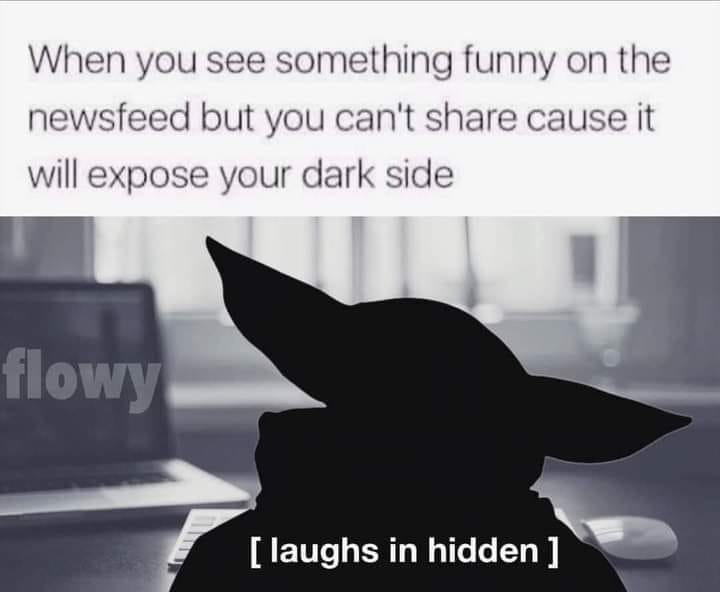 When you see something funny on the
newsfeed but you can't share cause it
will expose your dark side
flowy
[ laughs in hidden ]